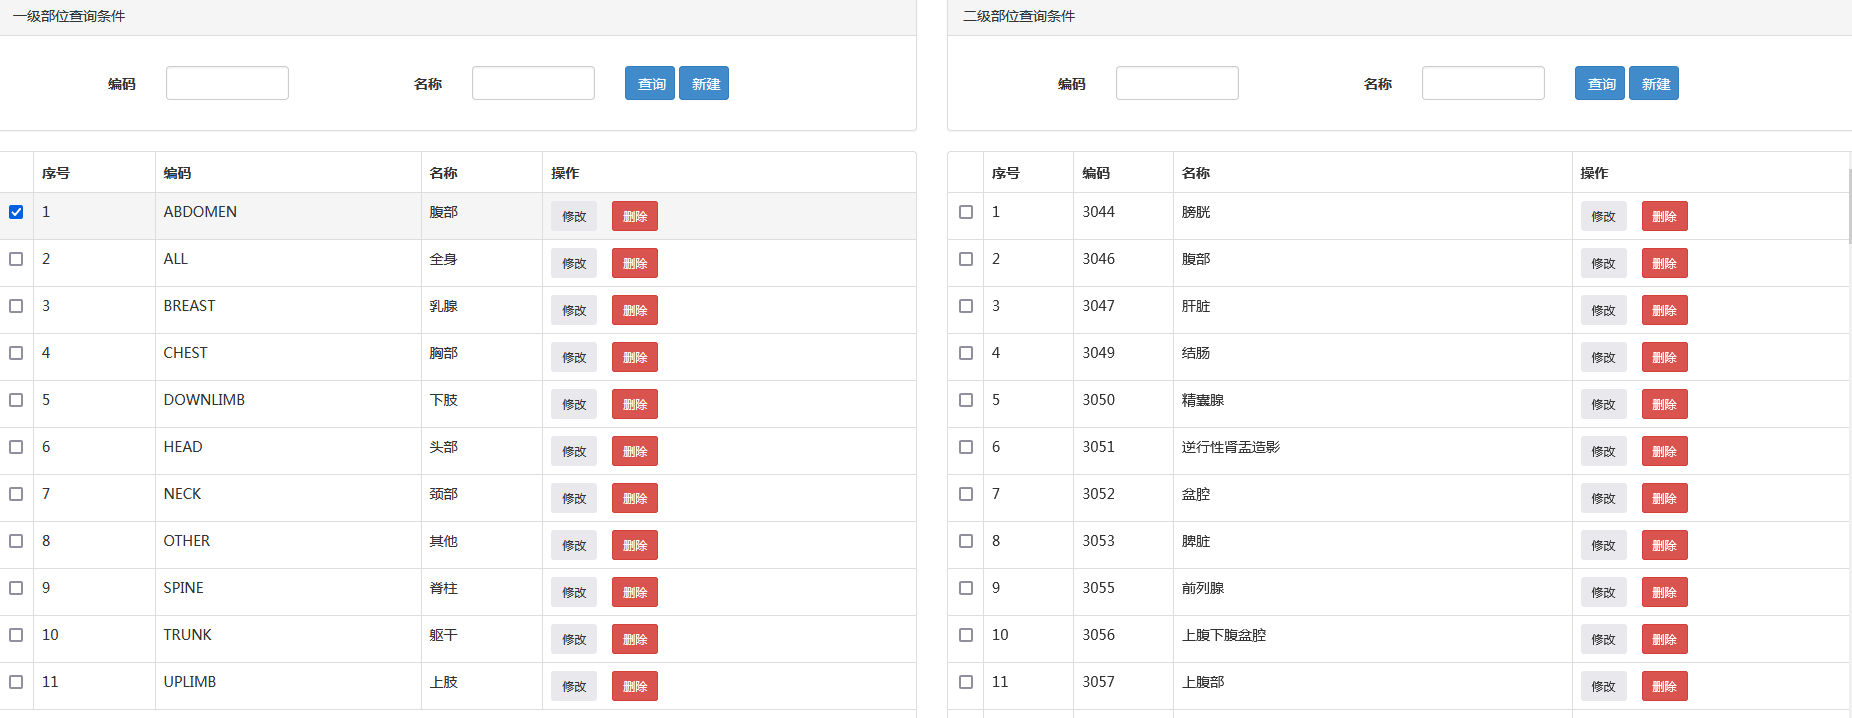 一级部位查询条件
编码 名称 查询 新建
序号 编码 名称 操作
1 ABDOMEN 腹部 修改 删除
2 ALL 全身 修改 删除
3 BREAST 乳腺 修改 删除
4 CHEST 胸部 修改 删除
5 DOWNLIMB 下肢 修改 删除
6 HEAD 头部 修改 删除
7 NECK 颈部 修改 删除
8 OTHER 其他 修改 删除
9 SPINE 脊柱 修改 删除
10 TRUNK 躯干 修改 删除
11 UPLIMB 上肢 修改 删除
二级部位查询条件
编码 名称 查询 新建
序号 编码 名称 操作
1 3044 膀胱 修改 删除
2 3046 腹部 修改 删除
3 3047 肝脏 修改 删除
4 3049 结肠 修改 删除
5 3050 精囊腺 修改 删除
6 3051 逆行性肾盂造影 修改 删除
7 3052 盆腔 修改 删除
8 3053 脾脏 修改 删除
9 3055 前列腺 修改 删除
10 3056 上腹下腹盆腔 修改 删除
11 3057 上腹部 修改 删除